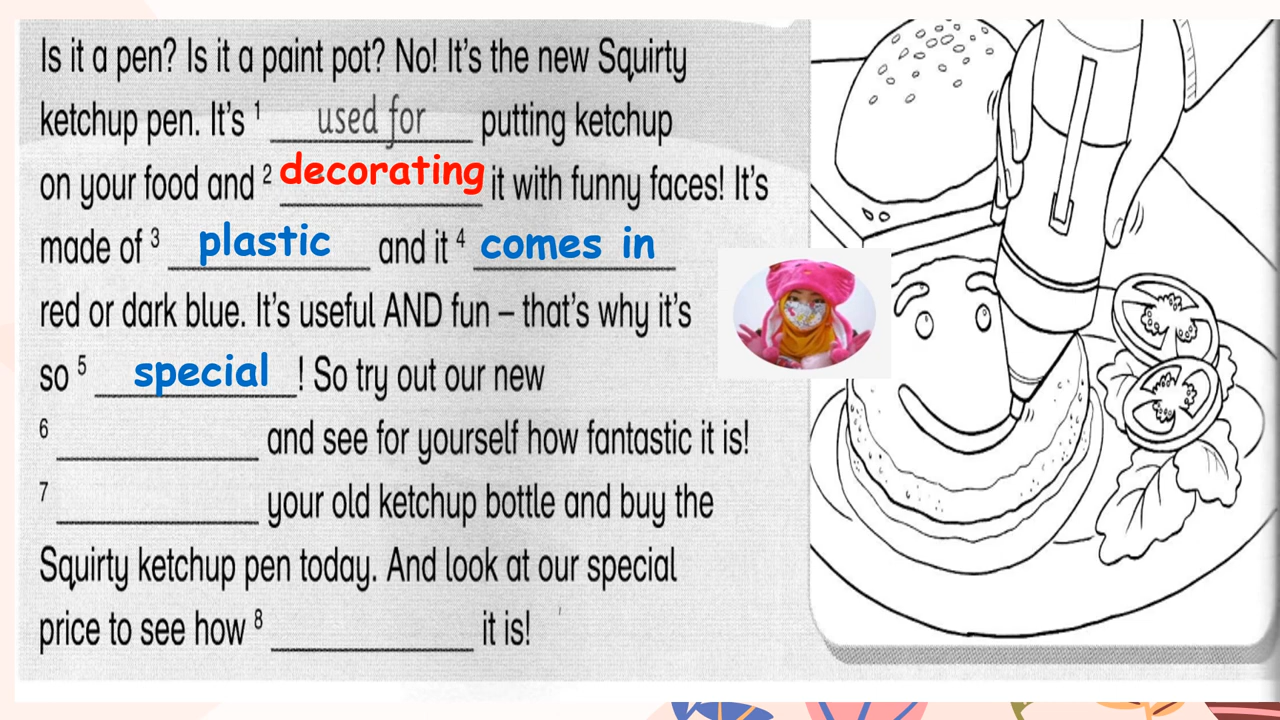 Is it a pen? Is it a paint pot? No! It's the new Squirty
ketchup pen. It's 1 used for putting ketchup
on your food and 2 decorating it with funny faces! It's
made of 3 plastic and it 4 comes in
red or dark blue. It's useful AND fun – that's why it's
so 5 special! So try out our new
6 ____________ and see for yourself how fantastic it is!
7 ____________ your old ketchup bottle and buy the
Squirty ketchup pen today. And look at our special
price to see how 8 ____________ it is!